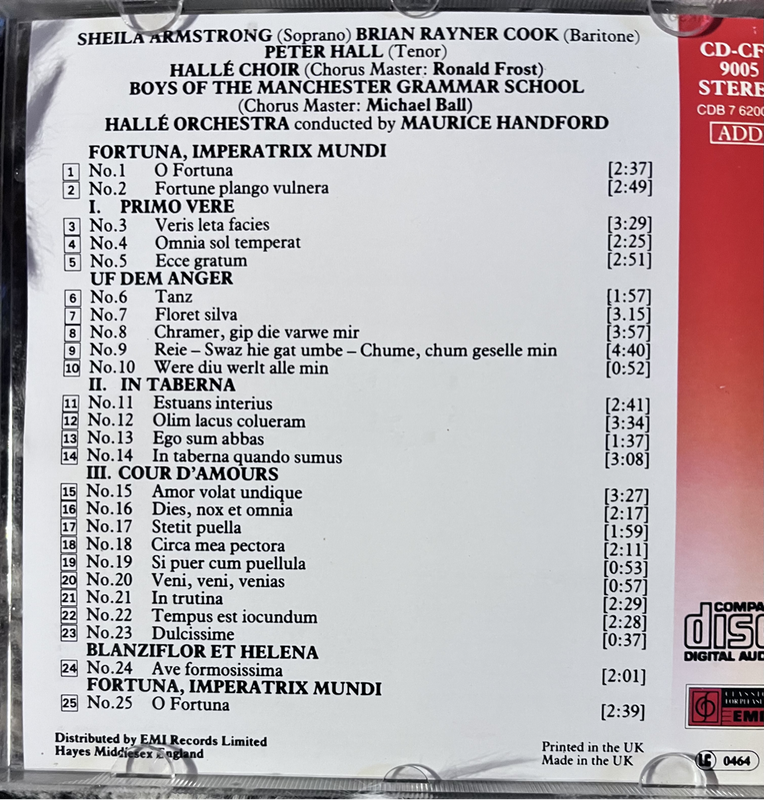 SHEILA ARMSTRONG (Soprano) BRIAN RAYNER COOK (Baritone)
PETER HALL (Tenor)
HALLÉ CHOIR (Chorus Master: Ronald Frost)
BOYS OF THE MANCHESTER GRAMMAR SCHOOL
(Chorus Master: Michael Ball)
HALLÉ ORCHESTRA conducted by MAURICE HANDFORD
FORTUNA, IMPERATRIX MUNDI
1 No.1 O Fortuna [2:37]
2 No.2 Fortune plango vulnera [2:49]
I. PRIMO VERE
3 No.3 Veris leta facies [3:29]
4 No.4 Omnia sol temperat [2:25]
5 No.5 Ecce gratum [2:51]
UF DEM ANGER
6 No.6 Tanz [1:57]
7 No.7 Floret silva [3.15]
8 No.8 Chramer, gip die varwe mir [3:57]
9 No.9 Reie – Swaz hie gat umbe – Chume, chum geselle min [4:40]
10 No.10 Were diu werlt alle min [0:52]
II. IN TABERNA
11 No.11 Estuans interius [2:41]
12 No.12 Olim lacus colueram [3:34]
13 No.13 Ego sum abbas [1:37]
14 No.14 In taberna quando sumus [3:08]
III. COUR D'AMOURS
15 No.15 Amor volat undique [3:27]
16 No.16 Dies, nox et omnia [2:17]
17 No.17 Stetit puella [1:59]
18 No.18 Circa mea pectora [2:11]
19 No.19 Si puer cum puellula [0:53]
20 No.20 Veni, veni, venias [0:57]
21 No.21 In trutina [2:29]
22 No.22 Tempus est iocundum [2:28]
23 No.23 Dulcissime [0:37]
BLANZIFLOR ET HELENA
24 No.24 Ave formosissima [2:01]
FORTUNA, IMPERATRIX MUNDI
25 No.25 O Fortuna [2:39]
Distributed by EMI Records Limited
Hayes Middlesex England
Printed in the UK
Made in the UK
CD-CF
9005
STERE
CDB 7 6200
ADD
COMPA
disc
DIGITAL AUD
CLASSI
FOR PLEASE
EMI
LC 0464